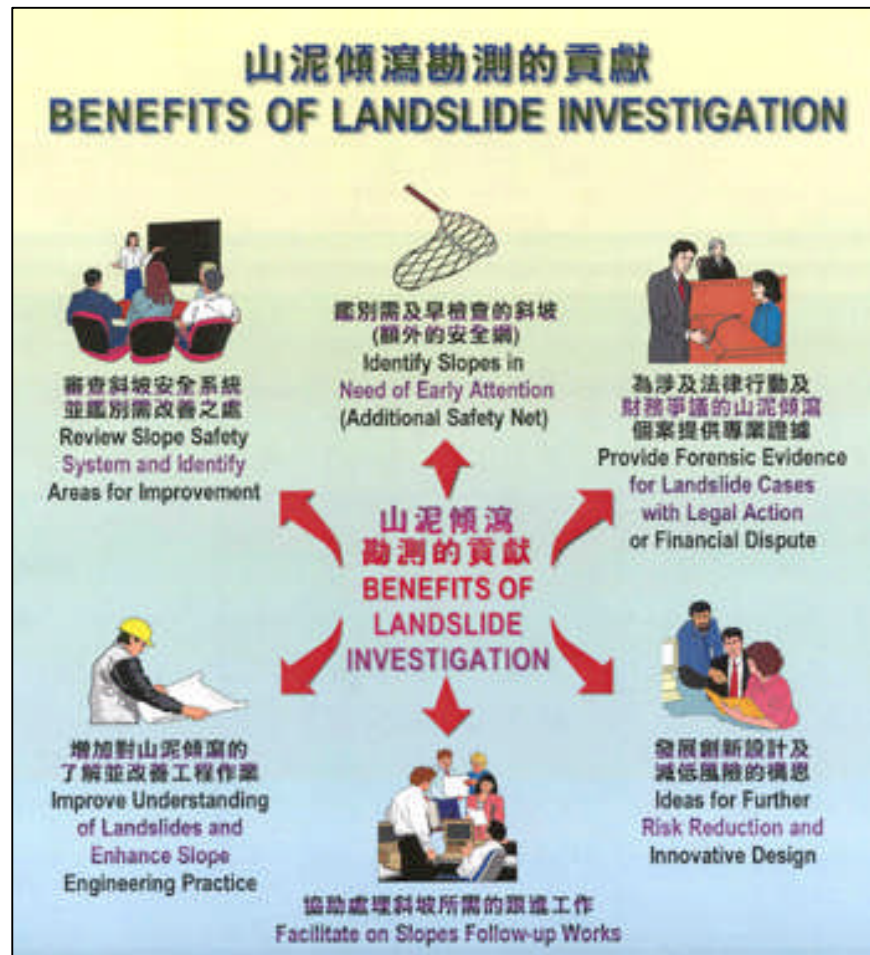 山泥傾瀉勘測的貢獻
BENEFITS OF LANDSLIDE INVESTIGATION
審查斜坡安全系統
並鑑別需改善之處
Review Slope Safety
System and Identify
Areas for Improvement
鑑別需及早檢查的斜坡
(額外的安全網)
Identify Slopes in
Need of Early Attention
(Additional Safety Net)
為涉及法律行動及
財務爭議的山泥傾瀉
個案提供專業證據
Provide Forensic Evidence
for Landslide Cases
with Legal Action
or Financial Dispute
山泥傾瀉
勘測的貢獻
BENEFITS OF
LANDSLIDE
INVESTIGATION
增加對山泥傾瀉的
了解並改善工程作業
Improve Understanding
of Landslides and
Enhance Slope
Engineering Practice
協助處理斜坡所需的跟進工作
Facilitate on Slopes Follow-up Works
發展創新設計及
減低風險的構思
Ideas for Further
Risk Reduction and
Innovative Design